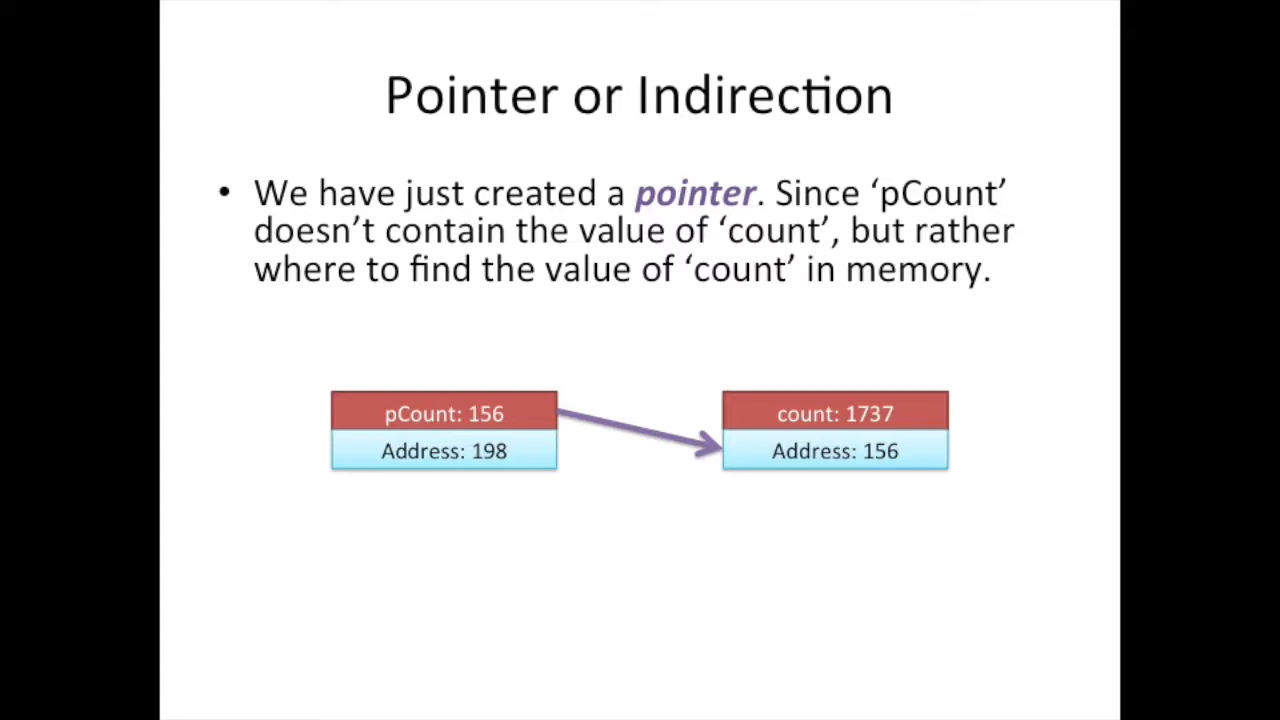 Pointer or Indirection
• We have just created a pointer. Since ‘pCount’
doesn’t contain the value of ‘count’, but rather
where to find the value of ‘count’ in memory.
pCount: 156
Address: 198
count: 1737
Address: 156